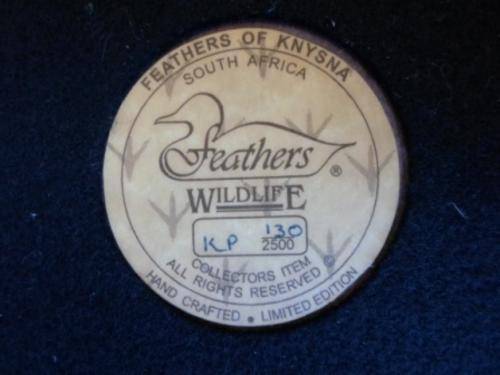 FEATHERS OF KNYSNA
SOUTH AFRICA
Feathers ®
WILDLIFE
KP 130
2500
COLLECTORS ITEM
ALL RIGHTS RESERVED ©
HAND CRAFTED • LIMITED EDITION